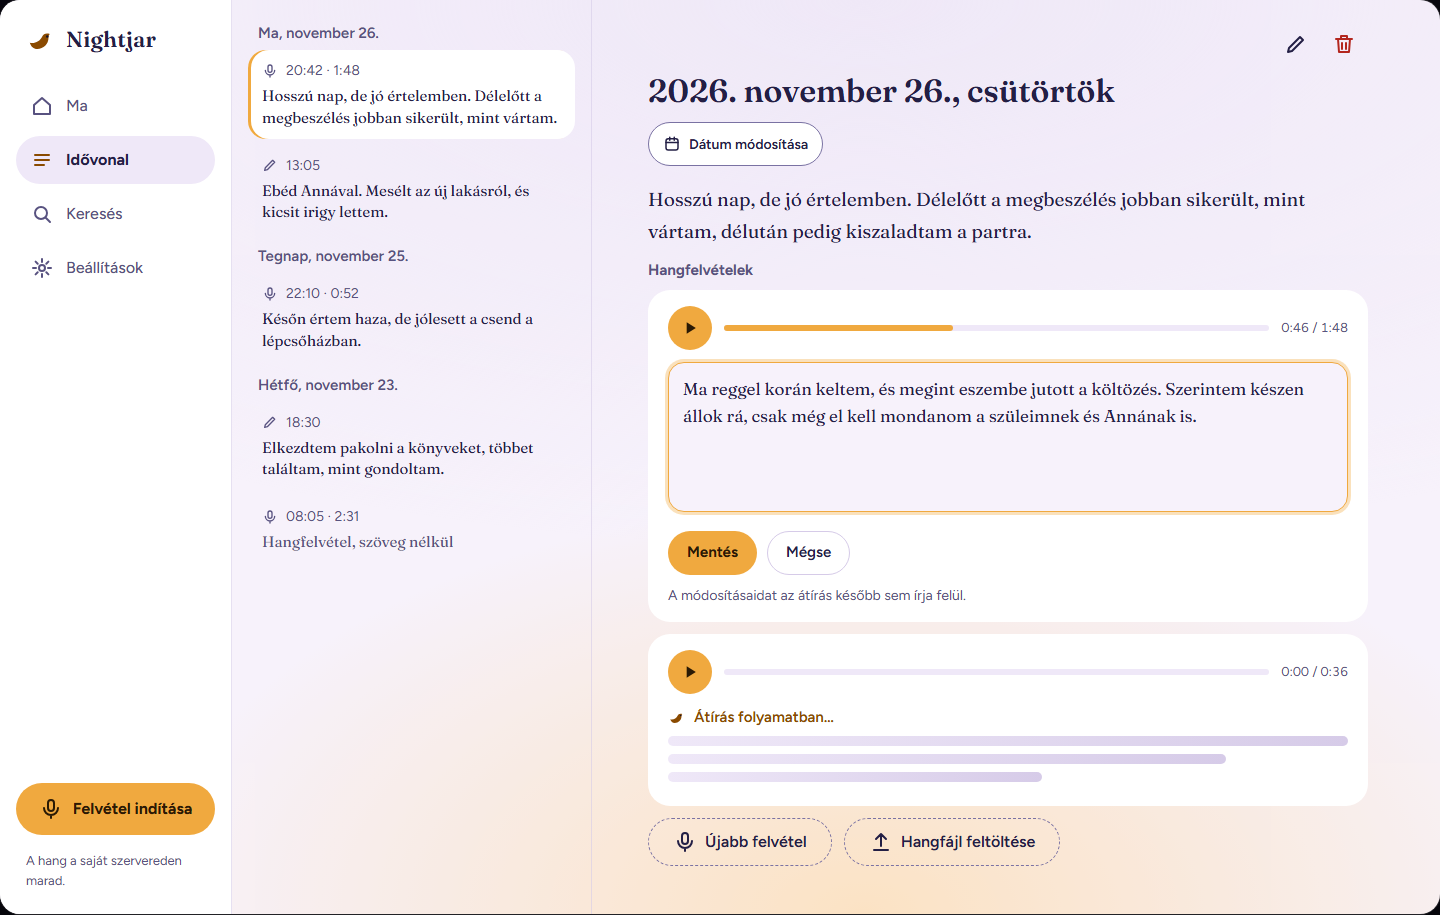 Nightjar
Ma
Idővonal
Keresés
Beállítások
Felvétel indítása
A hang a saját szervereden
marad.
Ma, november 26.
20:42 · 1:48
Hosszú nap, de jó értelemben. Délelőtt a
megbeszélés jobban sikerült, mint vártam.
13:05
Ebéd Annával. Mesélt az új lakásról, és
kicsit irigy lettem.
Tegnap, november 25.
22:10 · 0:52
Későn értem haza, de jólesett a csend a
lépcsőházban.
Hétfő, november 23.
18:30
Elkezdtem pakolni a könyveket, többet
találtam, mint gondoltam.
08:05 · 2:31
Hangfelvétel, szöveg nélkül
2026. november 26., csütörtök
Dátum módosítása
Hosszú nap, de jó értelemben. Délelőtt a megbeszélés jobban sikerült, mint
vártam, délután pedig kiszaladtam a partra.
Hangfelvételek
0:46 / 1:48
Ma reggel korán keltem, és megint eszembe jutott a költözés. Szerintem készen
állok rá, csak még el kell mondanom a szüleimnek és Annának is.
Mentés
Mégse
A módosításaidat az átírás később sem írja felül.
0:00 / 0:36
Átírás folyamatban…
Újabb felvétel
Hangfájl feltöltése